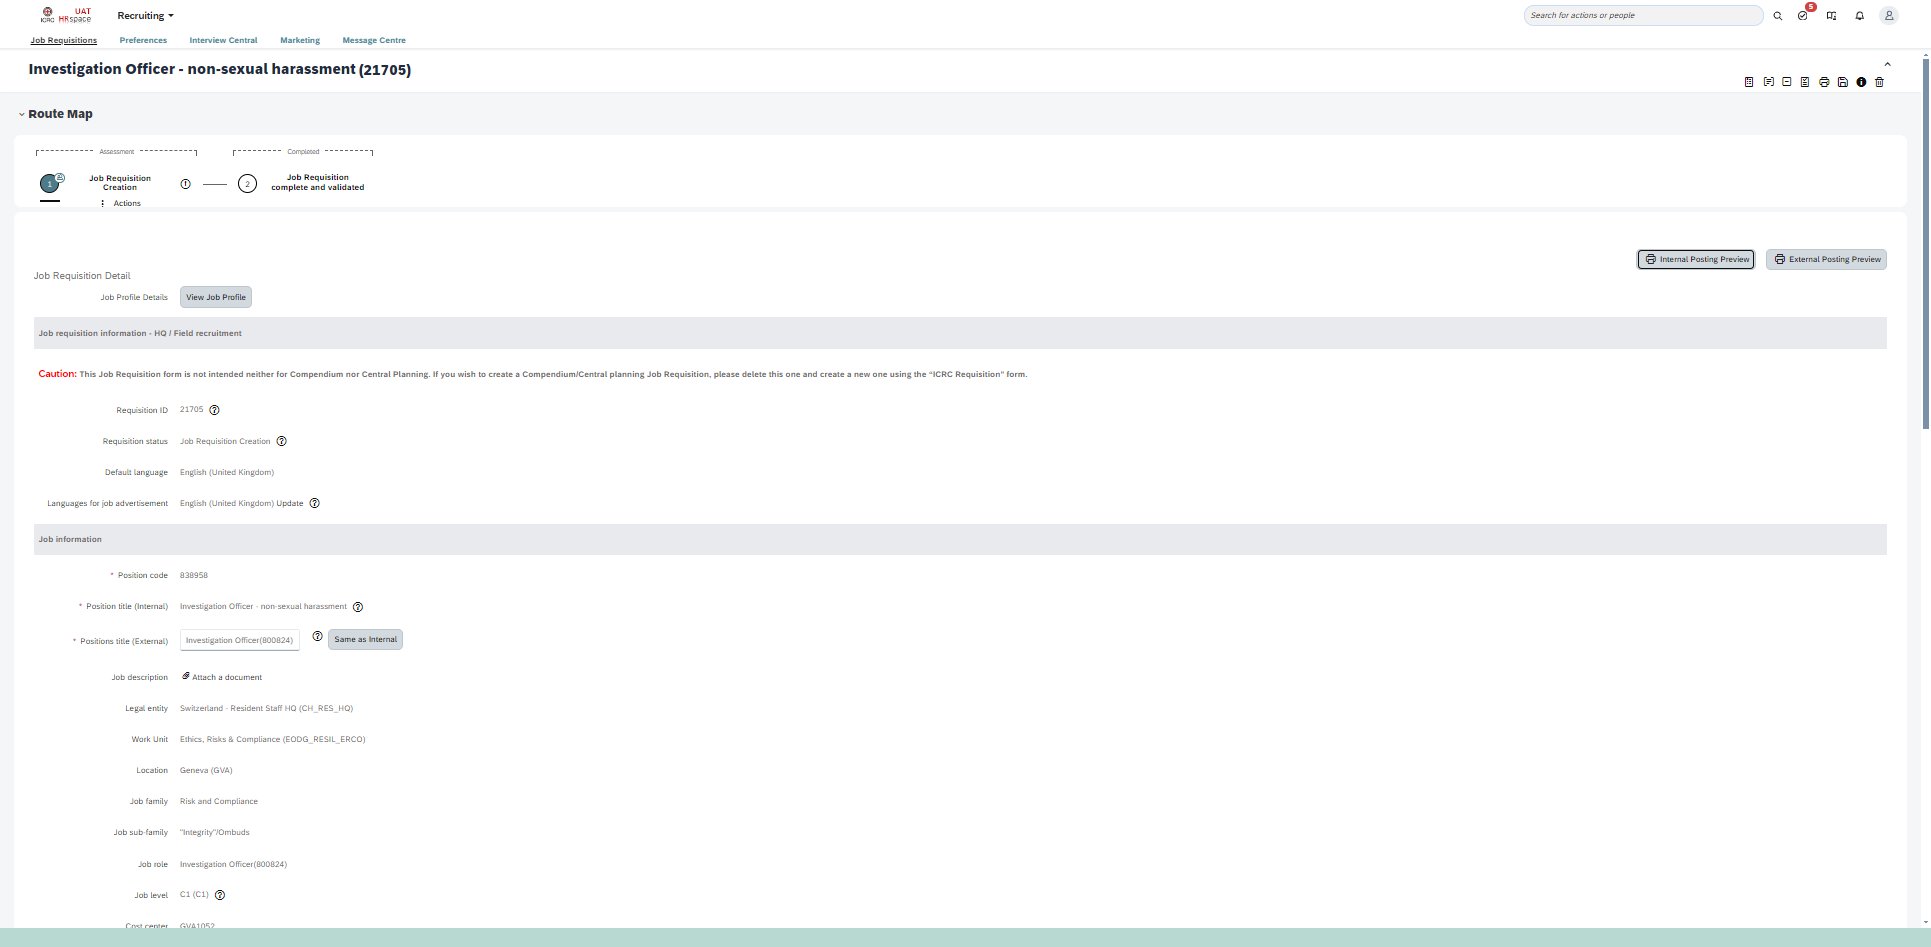 UAT
ICRC HRspace
Recruiting
Search for actions or people
5
Job Requisitions Preferences Interview Central Marketing Message Centre
Investigation Officer - non-sexual harassment (21705)
Route Map
Assessment Completed
1 Job Requisition Creation 1 2 Job Requisition complete and validated
Actions
Internal Posting Preview External Posting Preview
Job Requisition Detail
Job Profile Details View Job Profile
Job requisition information - HQ / Field recruitment
Caution: This Job Requisition form is not intended neither for Compendium nor Central Planning. If you wish to create a Compendium/Central planning Job Requisition, please delete this one and create a new one using the “ICRC Requisition” form.
Requisition ID 21705 ?
Requisition status Job Requisition Creation ?
Default language English (United Kingdom)
Languages for job advertisement English (United Kingdom) Update ?
Job information
* Position code 838958
* Position title (Internal) Investigation Officer - non-sexual harassment ?
* Positions title (External) Investigation Officer(800824) ? Same as Internal
Job description Attach a document
Legal entity Switzerland - Resident Staff HQ (CH_RES_HQ)
Work Unit Ethics, Risks & Compliance (EODG_RESIL_ERCO)
Location Geneva (GVA)
Job family Risk and Compliance
Job sub-family "Integrity"/Ombuds
Job role Investigation Officer(800824)
Job level C1 (C1) ?
Cost center GVA1052